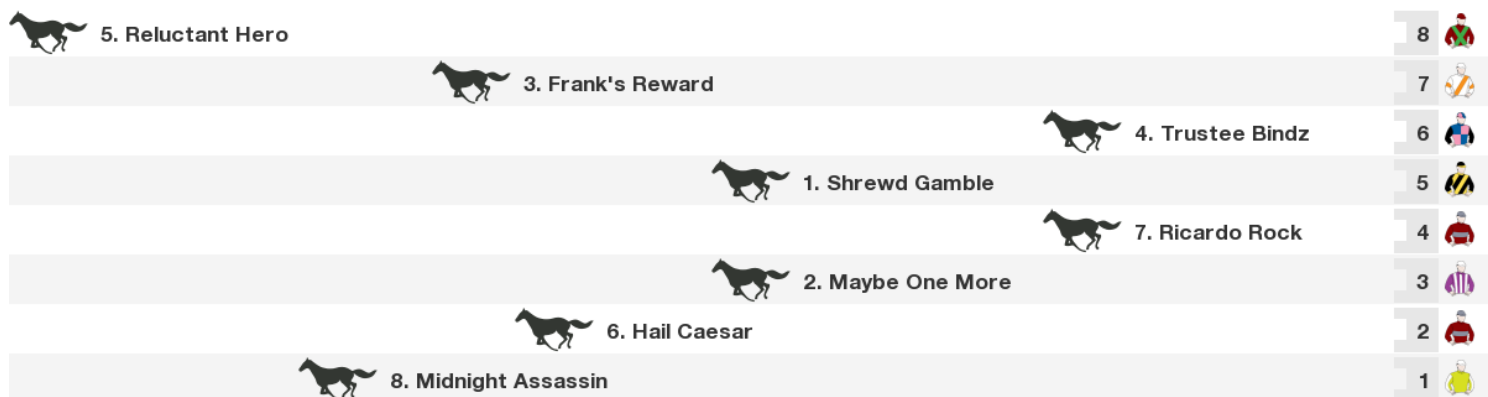 5. Reluctant Hero 8
3. Frank's Reward 7
4. Trustee Bindz 6
1. Shrewd Gamble 5
7. Ricardo Rock 4
2. Maybe One More 3
6. Hail Caesar 2
8. Midnight Assassin 1